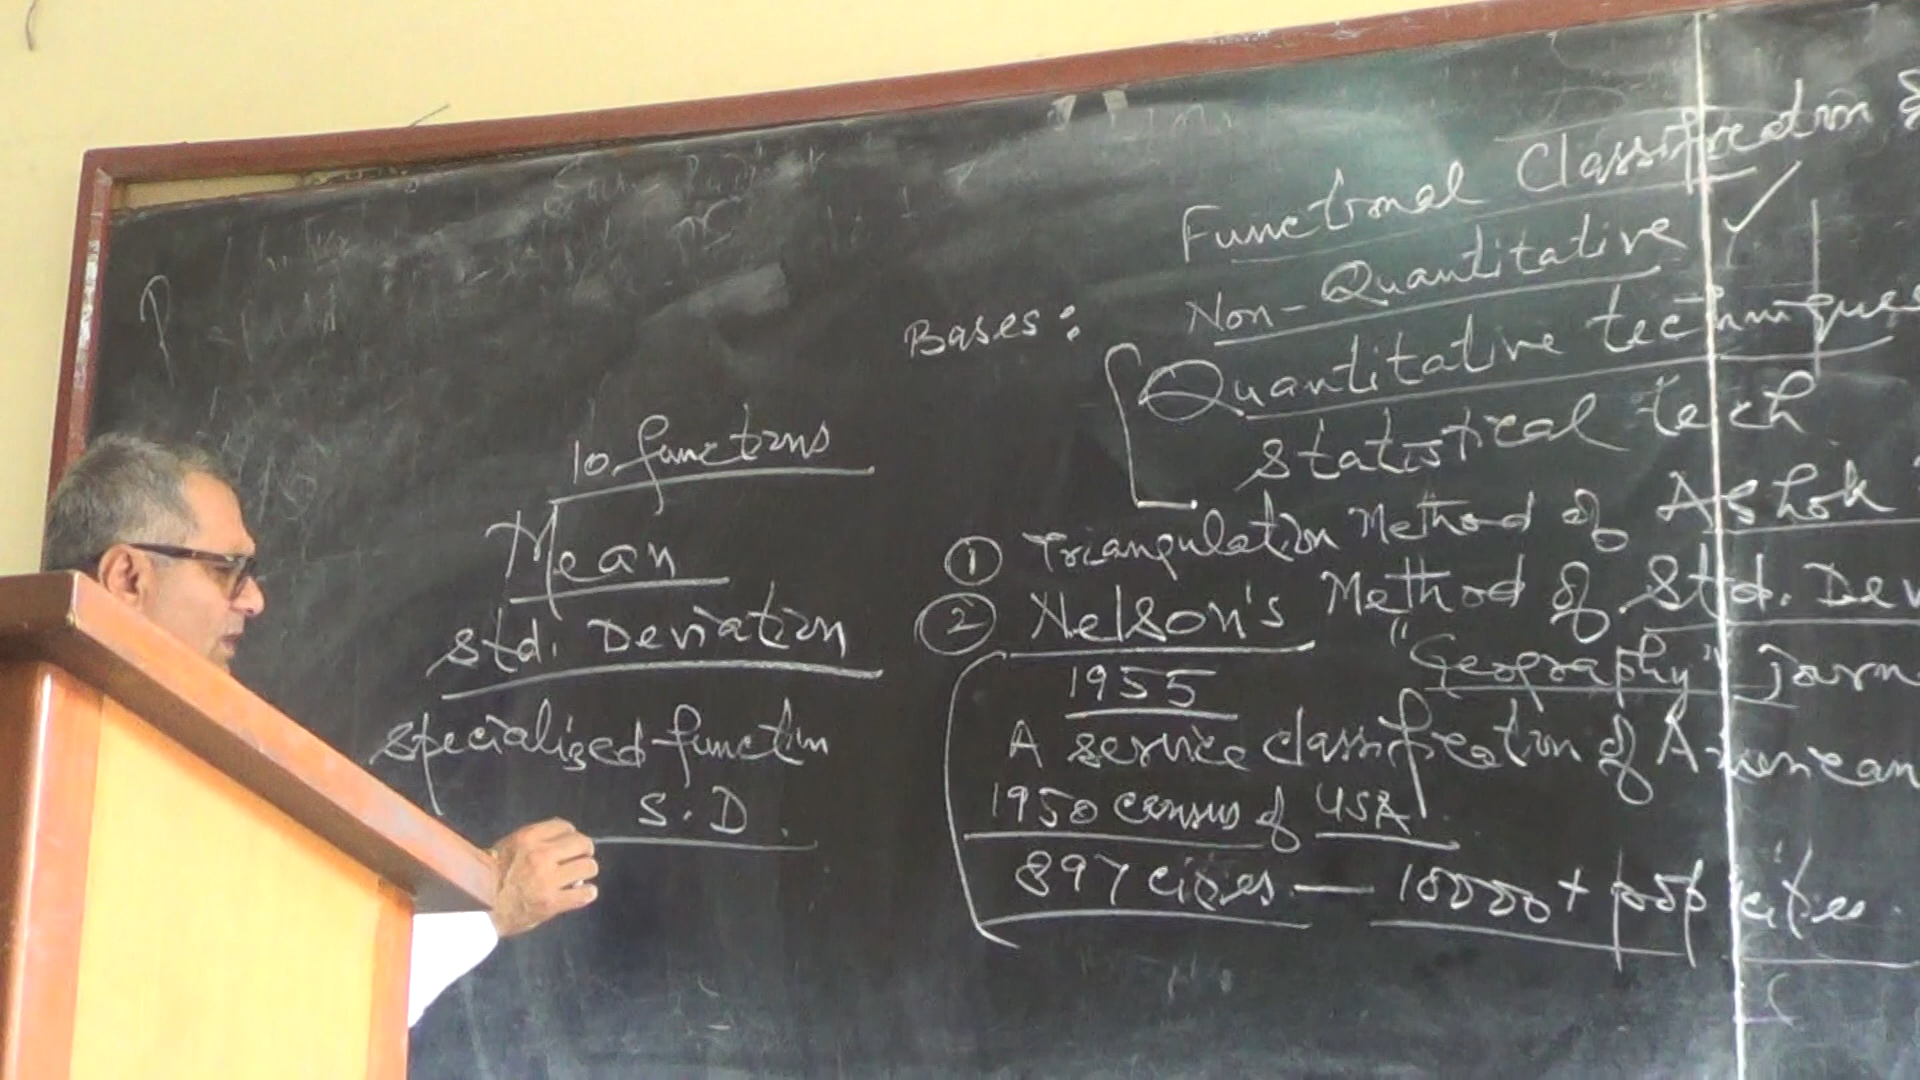 Functional Classification
Non-Quantitative ✓
Bases:
Quantitative techniques
Statistical tech.
① Triangulation Method of Ashok
② Nelson's Method of Std. Dev
1955 "Geography" Journ
A service classification of American
1950 census of USA
897 cities — 10000+ pop cities.
10 functions
Mean
Std. Deviation
specialized function
S.D.